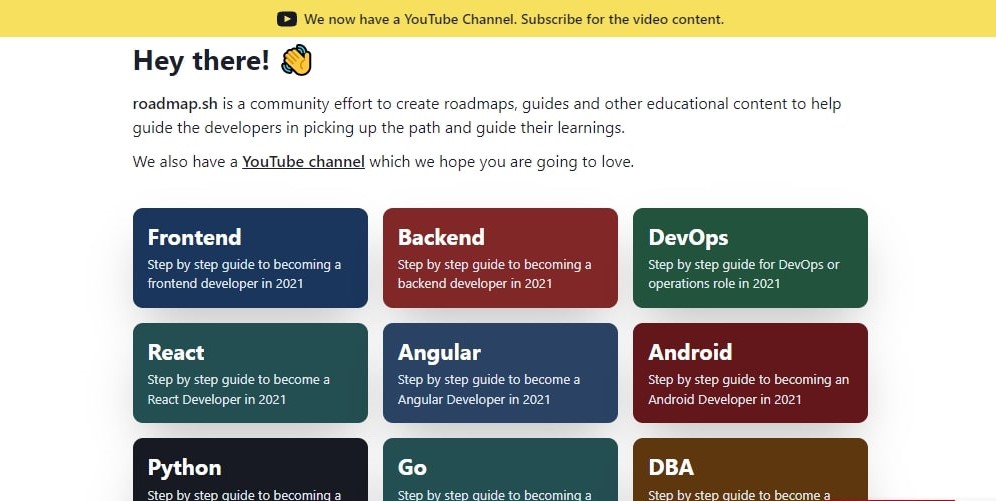 We now have a YouTube Channel. Subscribe for the video content.
Hey there! 👋
roadmap.sh is a community effort to create roadmaps, guides and other educational content to help
guide the developers in picking up the path and guide their learnings.
We also have a YouTube channel which we hope you are going to love.
Frontend
Step by step guide to becoming a
frontend developer in 2021
Backend
Step by step guide to becoming a
backend developer in 2021
DevOps
Step by step guide for DevOps or
operations role in 2021
React
Step by step guide to become a
React Developer in 2021
Angular
Step by step guide to become a
Angular Developer in 2021
Android
Step by step guide to becoming an
Android Developer in 2021
Python
Step by step guide to becoming a
Go
Step by step guide to becoming a
DBA
Step by step guide to become a